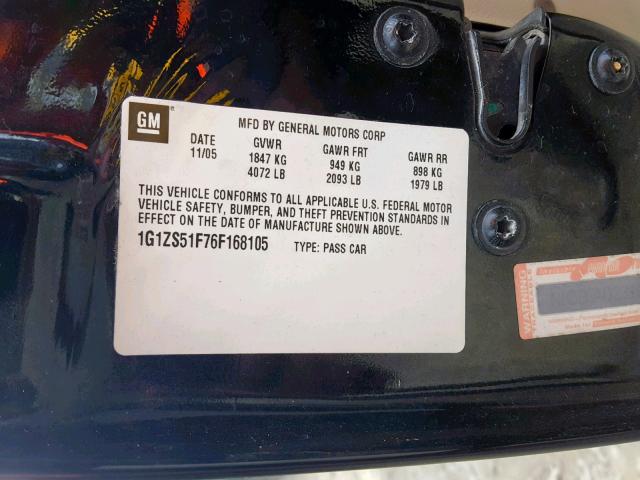 GM
MFD BY GENERAL MOTORS CORP
DATE GVWR GAWR FRT GAWR RR
11/05 1847 KG 949 KG 898 KG
4072 LB 2093 LB 1979 LB
THIS VEHICLE CONFORMS TO ALL APPLICABLE U.S. FEDERAL MOTOR
VEHICLE SAFETY, BUMPER, AND THEFT PREVENTION STANDARDS IN
EFFECT ON THE DATE OF MANUFACTURE SHOWN ABOVE.
1G1ZS51F76F168105 TYPE: PASS CAR
WARNING